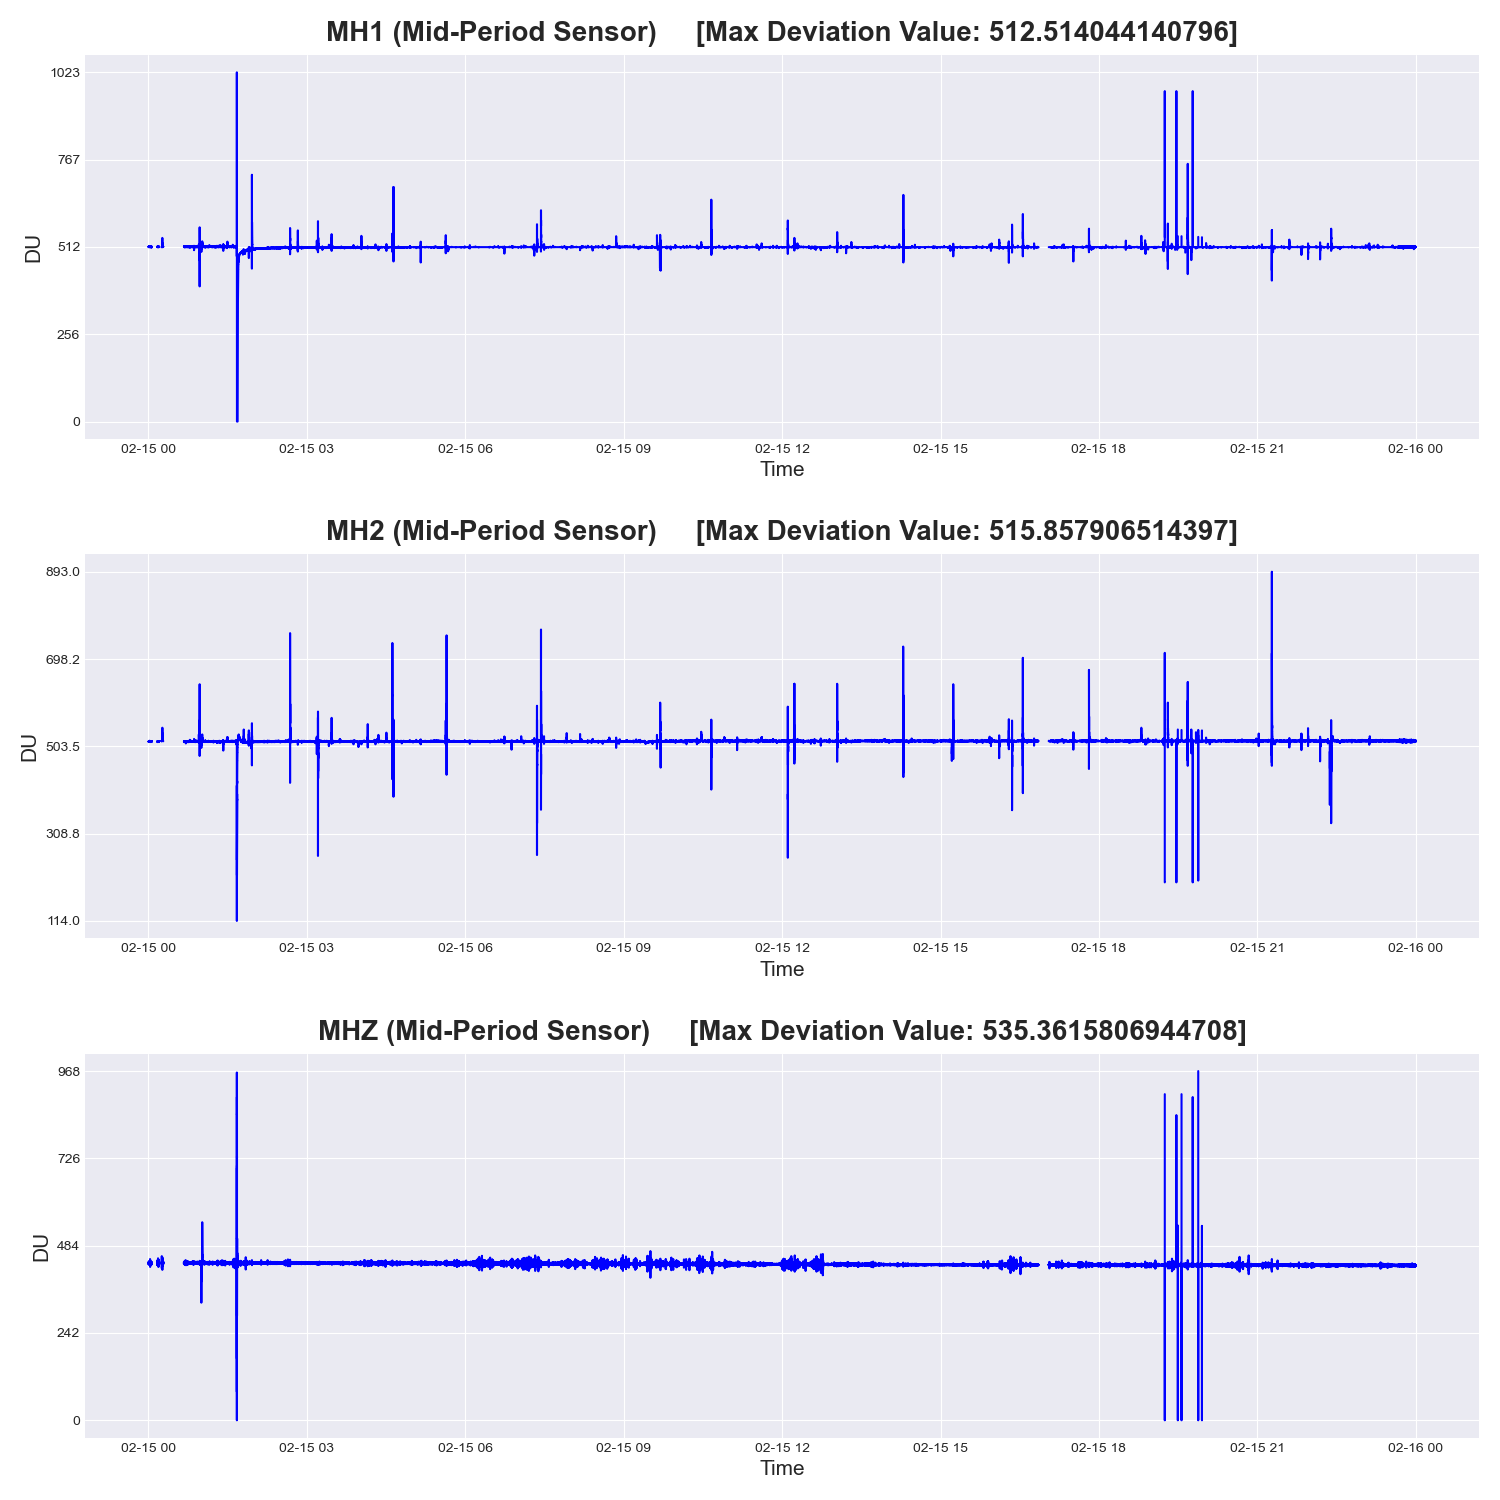 MH1 (Mid-Period Sensor)     [Max Deviation Value: 512.514044140796]
1023
767
512
256
0
DU
02-15 00 02-15 03 02-15 06 02-15 09 02-15 12 02-15 15 02-15 18 02-15 21 02-16 00
Time
MH2 (Mid-Period Sensor)     [Max Deviation Value: 515.857906514397]
893.0
698.2
503.5
308.8
114.0
DU
02-15 00 02-15 03 02-15 06 02-15 09 02-15 12 02-15 15 02-15 18 02-15 21 02-16 00
Time
MHZ (Mid-Period Sensor)     [Max Deviation Value: 535.3615806944708]
968
726
484
242
0
DU
02-15 00 02-15 03 02-15 06 02-15 09 02-15 12 02-15 15 02-15 18 02-15 21 02-16 00
Time